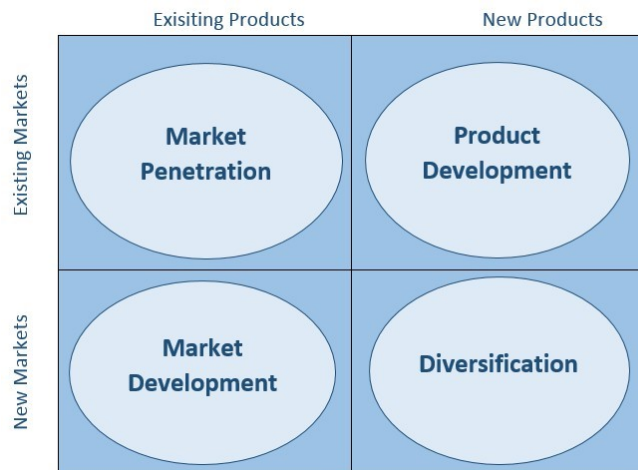 Exisiting Products
New Products
Existing Markets
Market
Penetration
Product
Development
New Markets
Market
Development
Diversification